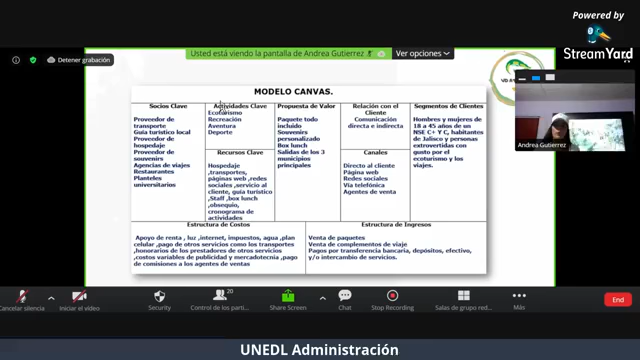 Powered by
StreamYard
Detener grabación
Usted está viendo la pantalla de Andrea Gutierrez
Ver opciones
MODELO CANVAS.
Socios Clave
Proveedor de
transporte
Guía turístico local
Proveedor de
hospedaje
Proveedor de
souvenirs
Agencias de viajes
Restaurantes
Planteles
universitarios
Actividades Clave
Ecoturismo
Recreación
Aventura
Deporte
Recursos Clave
Hospedaje
,transportes,
páginas web ,redes
sociales ,servicio al
cliente, guía turístico
,Staff ,box lunch
,obsequio,
cronograma de
actividades
Propuesta de Valor
Paquete todo
incluido
Souvenirs
personalizado
Box lunch
Salidas de los 3
municipios
principales
Relación con el
Cliente
Comunicación
directa e indirecta
Canales
Directo al cliente
Página web
Redes sociales
Vía telefónica
Agentes de venta
Segmentos de Clientes
Hombres y mujeres de
18 a 45 años de un
NSE C+ Y C, habitantes
de Jalisco y personas
extrovertidas con
gusto por el
ecoturismo y los
viajes.
Estructura de Costos
Apoyo de renta , luz ,internet, impuestos, agua ,plan
celular ,pago de otros servicios como los transportes
,honorarios de los prestadores de otros servicios
,costos variables de publicidad y mercadotecnia ,pago
de comisiones a los agentes de ventas
Estructura de Ingresos
Venta de paquetes
Venta de complementos de viaje
Pagos por transferencia bancaria, depósitos, efectivo,
y/o intercambio de servicios.
Andrea Gutierrez
Cancelar silencia
Iniciar el vídeo
Security
20
Control de los parti...
Share Screen
Chat
Stop Recording
Salas de grupo red...
Más
End
UNEDL Administración